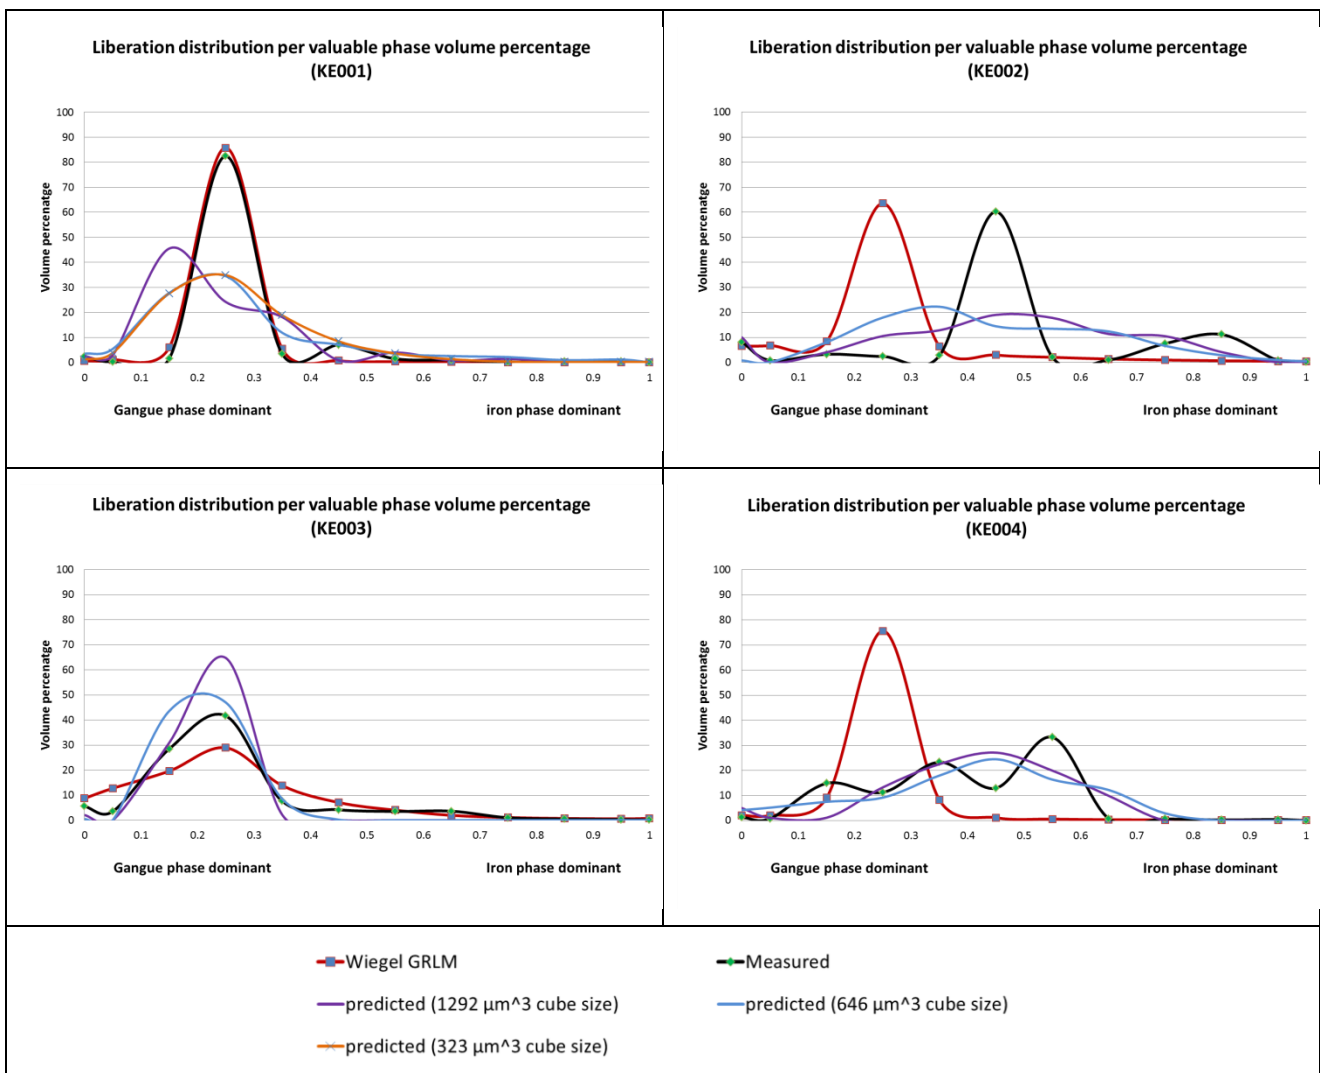 Liberation distribution per valuable phase volume percentage
(KE001)
100
90
80
70
60
50
40
30
20
10
0
Volume percenatge
0 0.1 0.2 0.3 0.4 0.5 0.6 0.7 0.8 0.9 1
Gangue phase dominant iron phase dominant
Liberation distribution per valuable phase volume percentage
(KE002)
100
90
80
70
60
50
40
30
20
10
0
Volume percentage
0 0.1 0.2 0.3 0.4 0.5 0.6 0.7 0.8 0.9 1
Gangue phase dominant Iron phase dominant
Liberation distribution per valuable phase volume percentage
(KE003)
100
90
80
70
60
50
40
30
20
10
0
Volume percenatge
0 0.1 0.2 0.3 0.4 0.5 0.6 0.7 0.8 0.9 1
Gangue phase dominant Iron phase dominant
Liberation distribution per valuable phase volume percentage
(KE004)
100
90
80
70
60
50
40
30
20
10
0
Volume percentage
0 0.1 0.2 0.3 0.4 0.5 0.6 0.7 0.8 0.9 1
Gangue phase dominant Iron phase dominant
Wiegel GRLM
Measured
predicted (1292 µm^3 cube size)
predicted (646 µm^3 cube size)
predicted (323 µm^3 cube size)